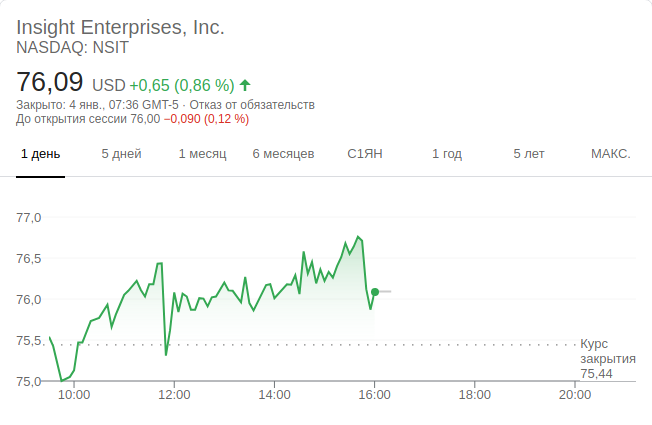 Insight Enterprises, Inc.
NASDAQ: NSIT
76,09 USD +0,65 (0,86 %)
Закрыто: 4 янв., 07:36 GMT-5 · Отказ от обязательств
До открытия сессии 76,00 −0,090 (0,12 %)
1 день 5 дней 1 месяц 6 месяцев С1ЯН 1 год 5 лет МАКС.
77,0
76,5
76,0
75,5
Курс
закрытия
75,44
75,0
10:00 12:00 14:00 16:00 18:00 20:00